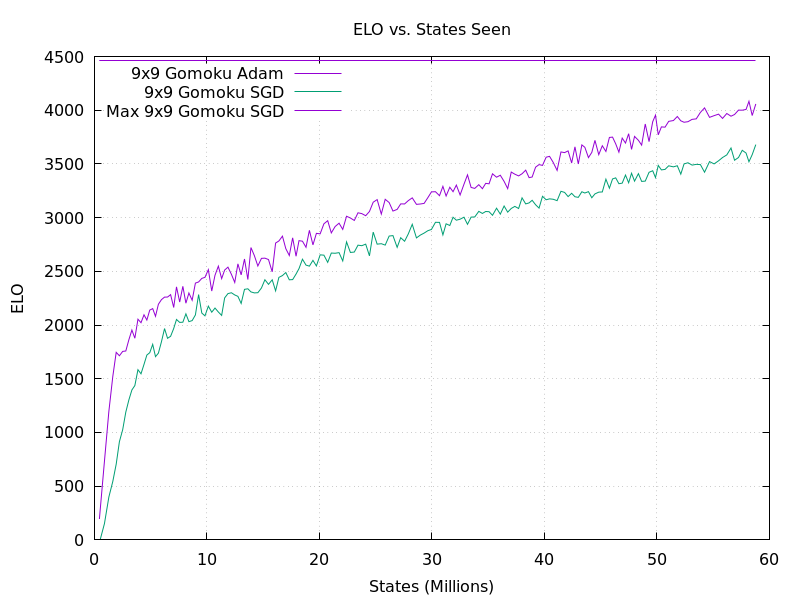 ELO vs. States Seen
4500
4000
3500
3000
2500
2000
1500
1000
500
0
ELO
9x9 Gomoku Adam
9x9 Gomoku SGD
Max 9x9 Gomoku SGD
0 10 20 30 40 50 60
States (Millions)